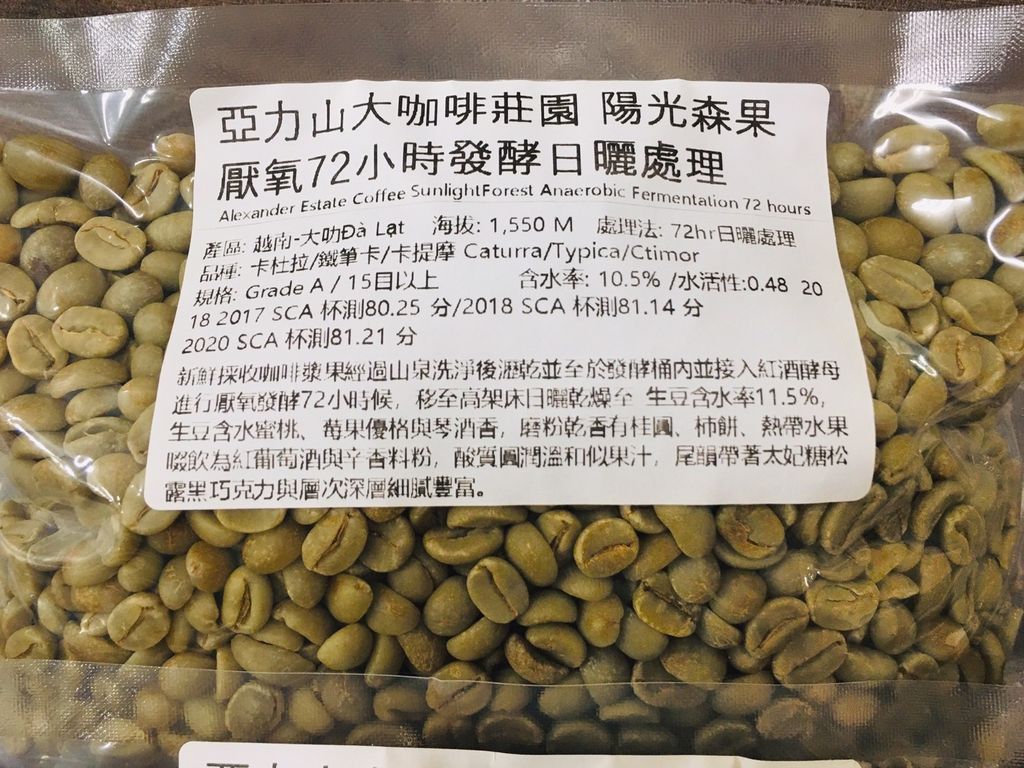 亞力山大咖啡莊園 陽光森果
厭氧72小時發酵日曬處理
Alexander Estate Coffee SunlightForest Anaerobic Fermentation 72 hours
產區: 越南-大叻Đà Lạt 海拔: 1,550 M 處理法: 72hr日曬處理
品種: 卡杜拉/鐵筆卡/卡提摩 Caturra/Typica/Ctimor
規格: Grade A / 15目以上 含水率: 10.5% /水活性:0.48 20
18 2017 SCA 杯測80.25 分/2018 SCA 杯測81.14 分
2020 SCA 杯測81.21 分
新鮮採收咖啡漿果經過山泉洗淨後瀝乾並至於發酵桶內並接入紅酒酵母
進行厭氧發酵72小時候，移至高架床日曬乾燥至 生豆含水率11.5%，
生豆含水蜜桃、莓果優格與琴酒香，磨粉乾香有桂圓、柿餅、熱帶水果
啜飲為紅葡萄酒與辛香料粉，酸質圓潤溫和似果汁，尾韻帶著太妃糖松
露黑巧克力與層次深層細膩豐富。